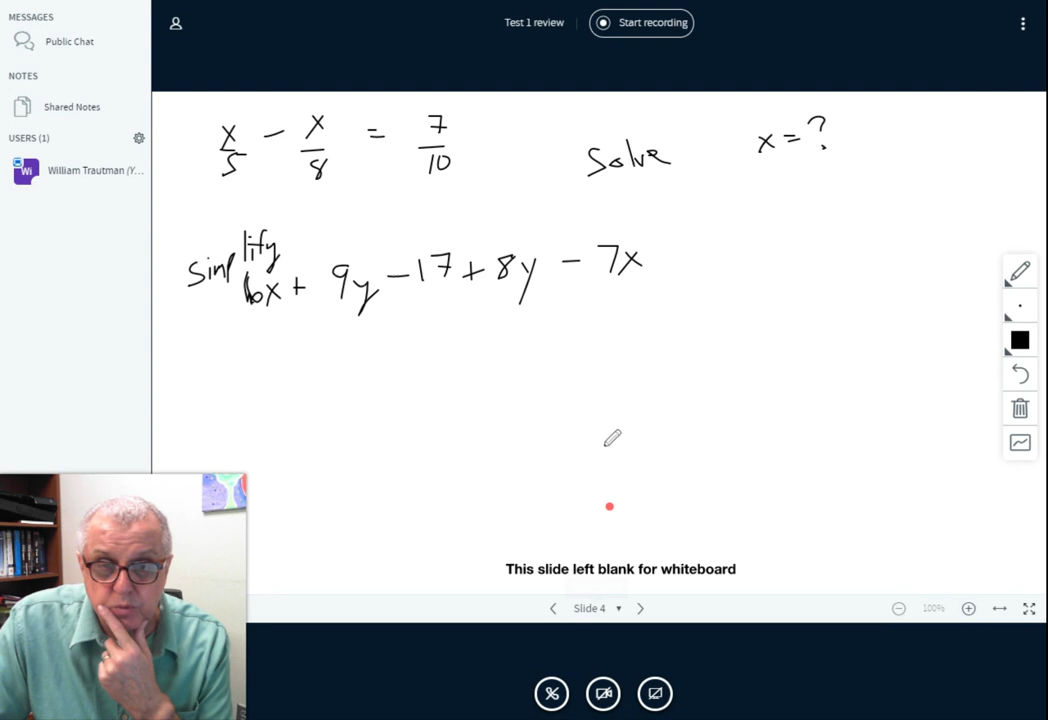 MESSAGES
Public Chat
NOTES
Shared Notes
USERS (1)
Wi
William Trautman (Y...
Test 1 review
Start recording
x/5 - x/8 = 7/10 Solve x = ?
simplify
6x + 9y - 17 + 8y - 7x
This slide left blank for whiteboard
Slide 4
100%